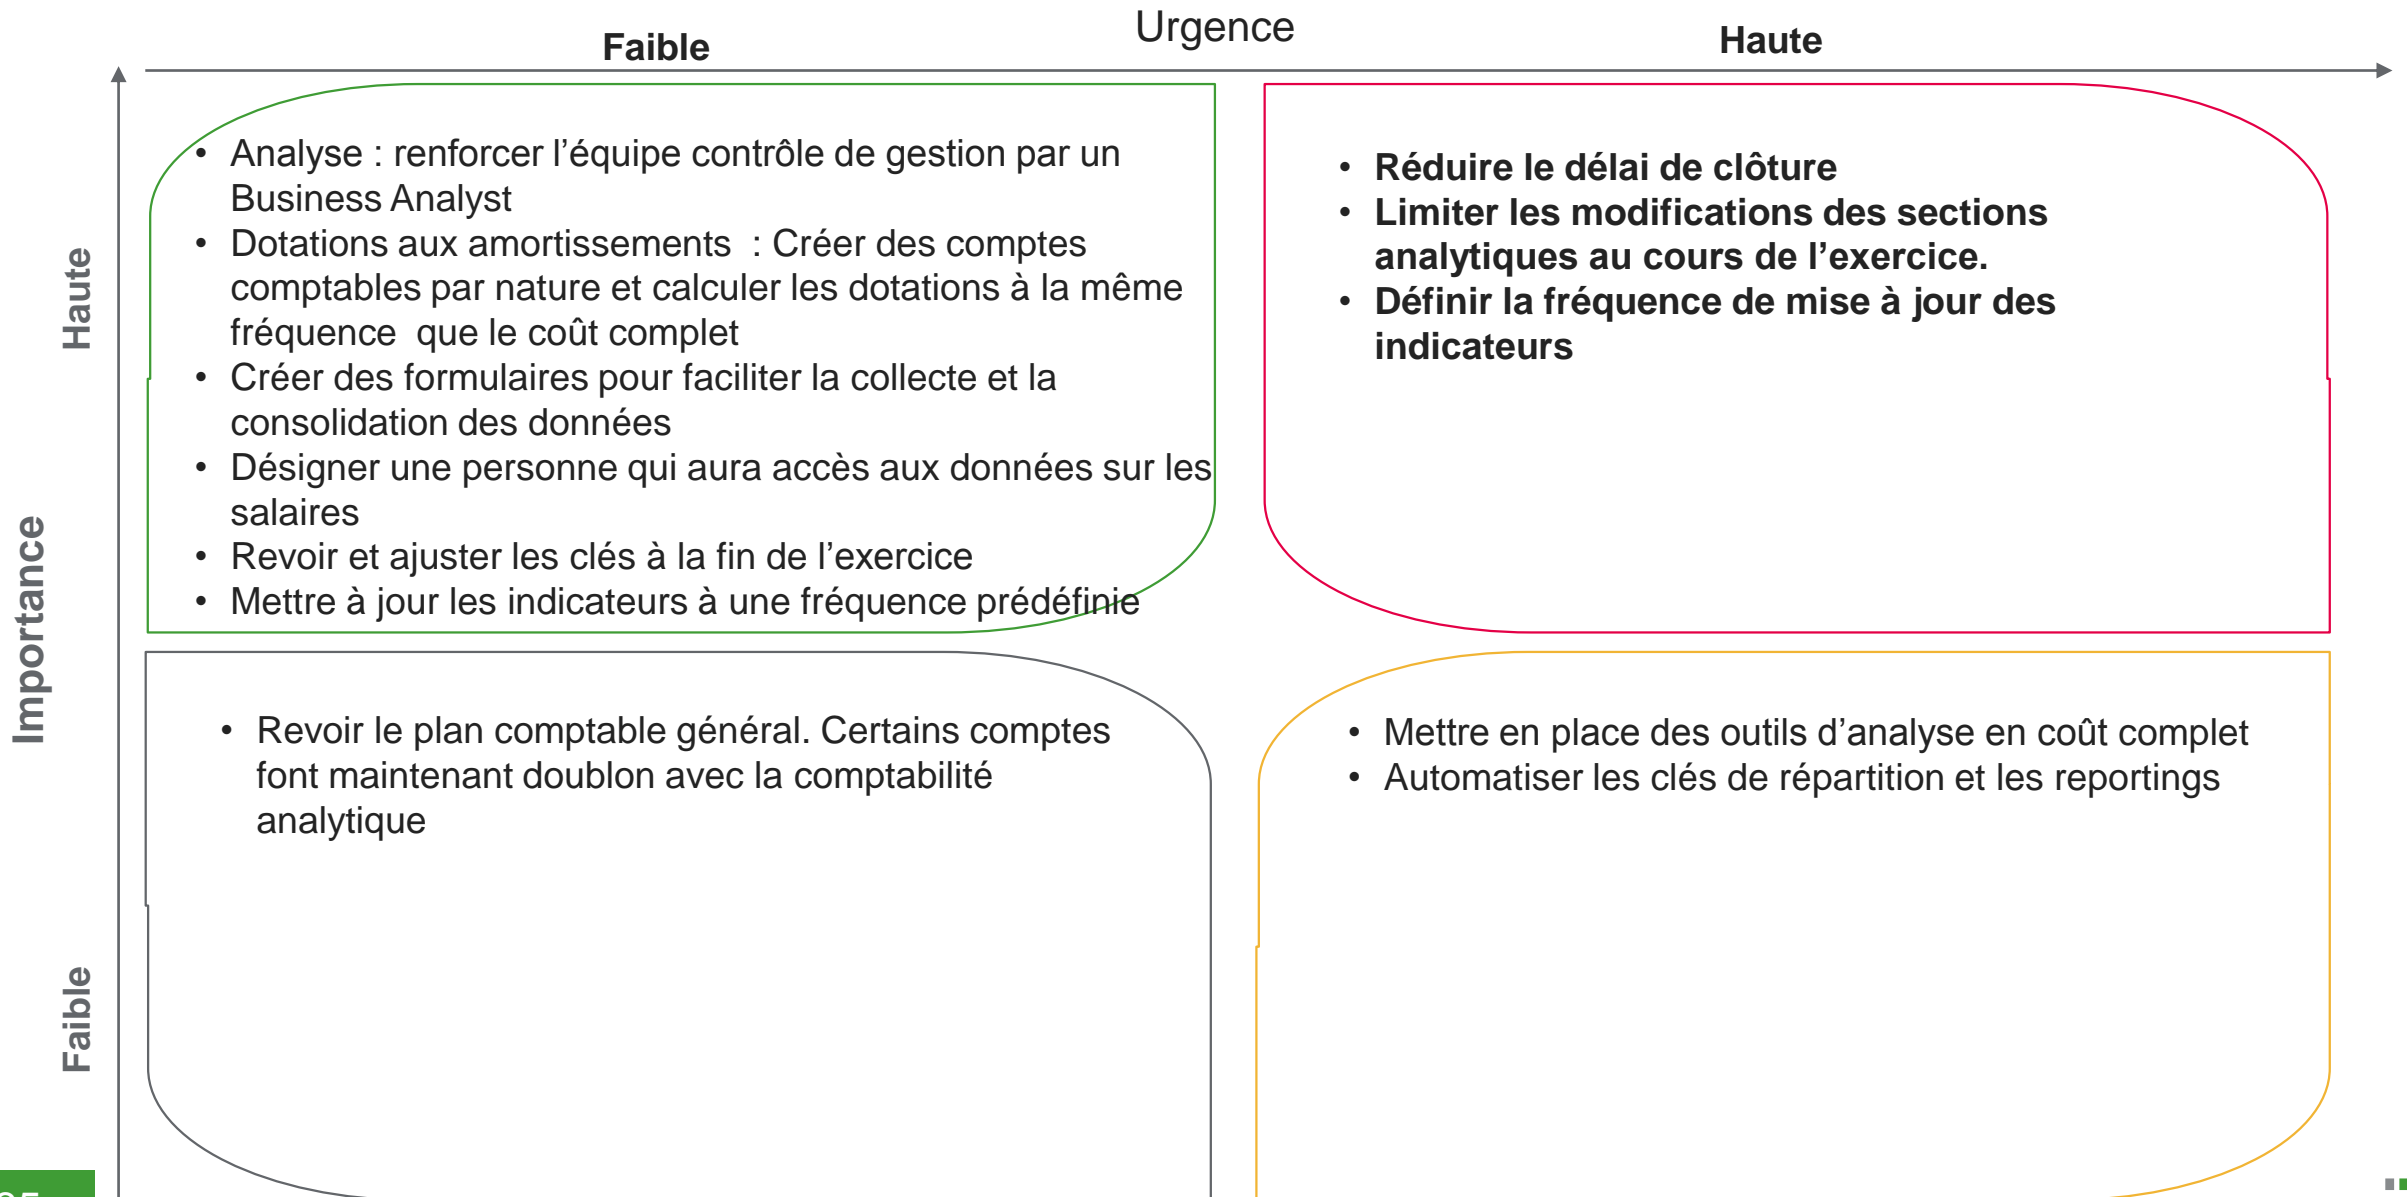 Urgence
Faible
Haute
Importance
Haute
Faible
• Analyse : renforcer l’équipe contrôle de gestion par un
Business Analyst
• Dotations aux amortissements  : Créer des comptes
comptables par nature et calculer les dotations à la même
fréquence  que le coût complet
• Créer des formulaires pour faciliter la collecte et la
consolidation des données
• Désigner une personne qui aura accès aux données sur les
salaires
• Revoir et ajuster les clés à la fin de l’exercice
• Mettre à jour les indicateurs à une fréquence prédéfinie
• Réduire le délai de clôture
• Limiter les modifications des sections
analytiques au cours de l’exercice.
• Définir la fréquence de mise à jour des
indicateurs
• Revoir le plan comptable général. Certains comptes
font maintenant doublon avec la comptabilité
analytique
• Mettre en place des outils d’analyse en coût complet
• Automatiser les clés de répartition et les reportings